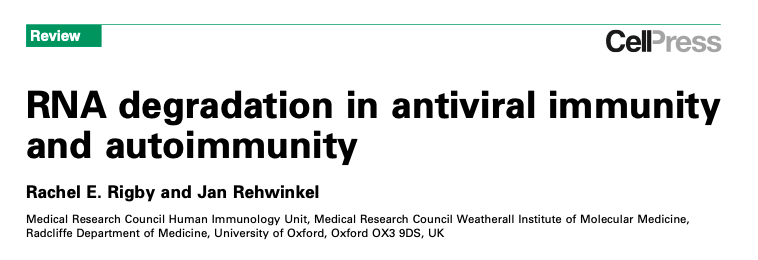 Review
CellPress
RNA degradation in antiviral immunity
and autoimmunity
Rachel E. Rigby and Jan Rehwinkel
Medical Research Council Human Immunology Unit, Medical Research Council Weatherall Institute of Molecular Medicine,
Radcliffe Department of Medicine, University of Oxford, Oxford OX3 9DS, UK